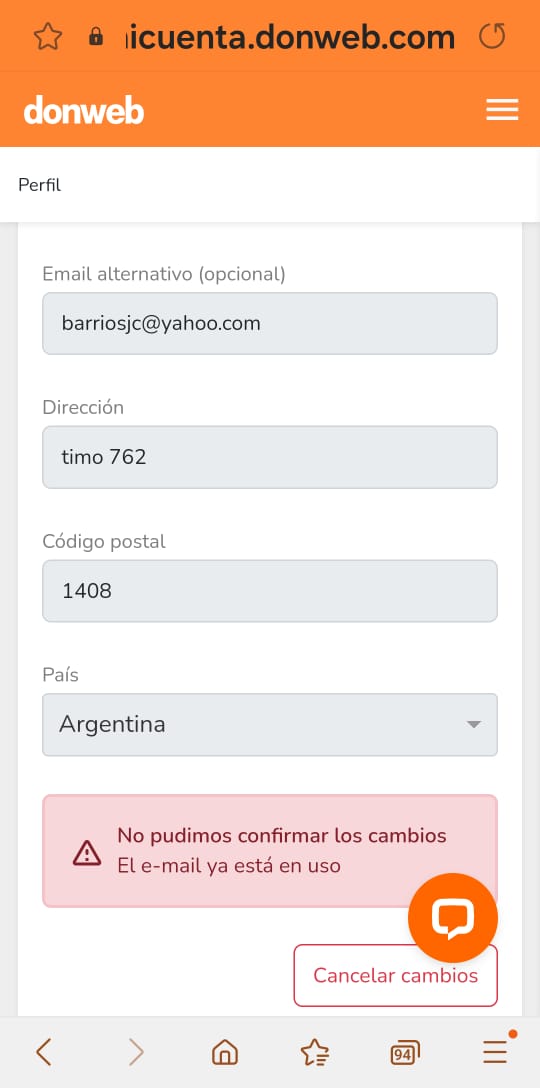 icuenta.donweb.com
donweb
Perfil
Email alternativo (opcional)
barriosjc@yahoo.com
Dirección
timo 762
Código postal
1408
País
Argentina
No pudimos confirmar los cambios
El e-mail ya está en uso
Cancelar cambios
94